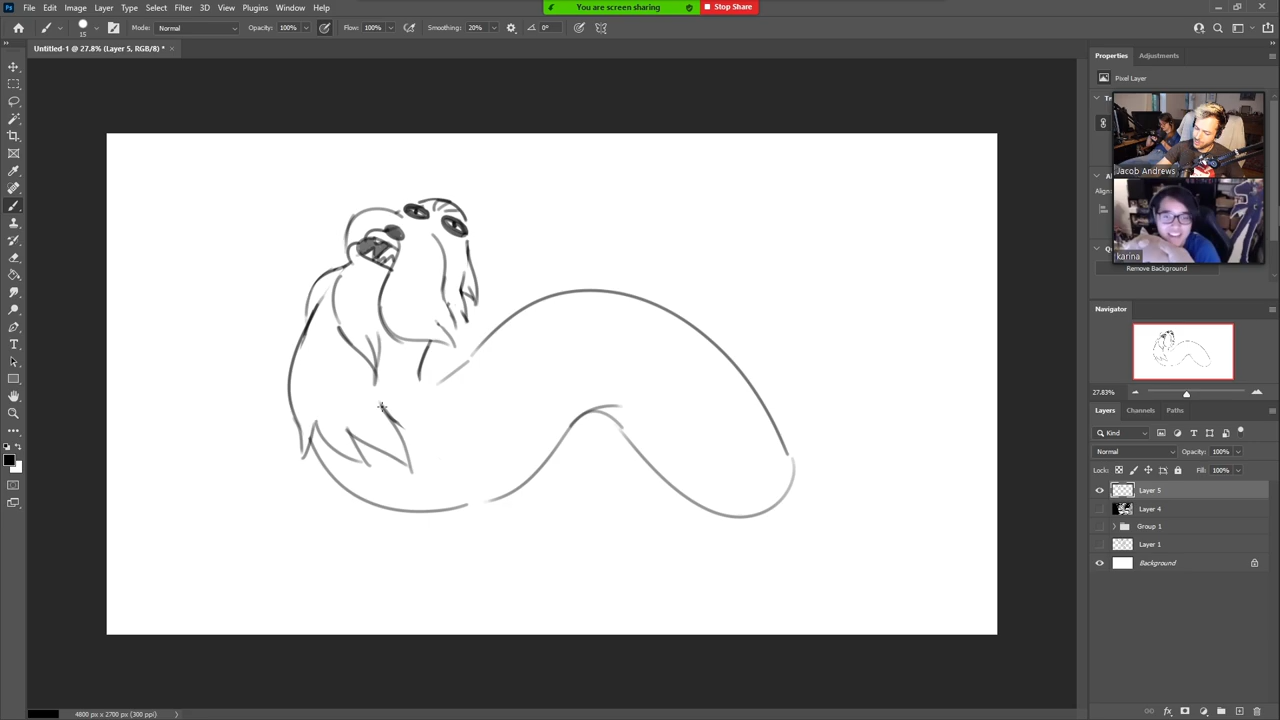 Ps File Edit Image Layer Type Select Filter 3D View Plugins Window Help
You are screen sharing Stop Share
15 Mode: Normal Opacity: 100% Flow: 100% Smoothing: 20% 0°
Untitled-1 @ 27.8% (Layer 5, RGB/8) *
Properties Adjustments
Pixel Layer
Jacob Andrews
karina
Remove Background
Navigator
27.83%
Layers Channels Paths
Kind
Normal Opacity: 100%
Lock: Fill: 100%
Layer 5
Layer 4
Group 1
Layer 1
Background
4800 px x 2700 px (300 ppi)